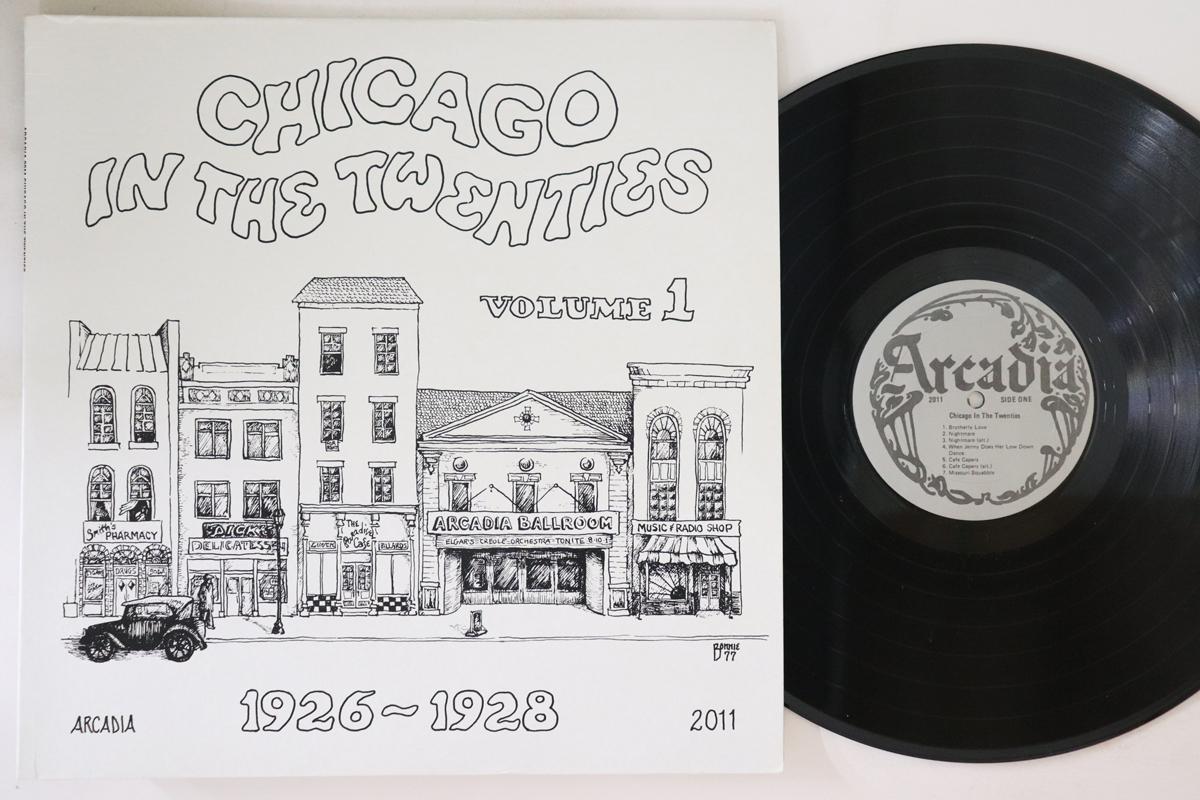 CHICAGO
IN THE TWENTIES
VOLUME 1
Smith's
PHARMACY
DRUGS
DICK'S
DELICATESSEN
THE
Cafe
BILLIARDS
ARCADIA BALLROOM
ELGAR'S·CREOLE·ORCHESTRA·TONITE 8-10·1
MUSIC & RADIO SHOP
BONNIE
77
ARCADIA
1926~1928
2011
Arcadia
2011 SIDE ONE
Chicago In The Twenties
1. Brotherly Love
2. Nightmare
3. Nightmare (alt.)
4. When Jenny Does Her Low Down
Dance
5. Cafe Capers
6. Cafe Capers (alt.)
7. Missouri Squabble